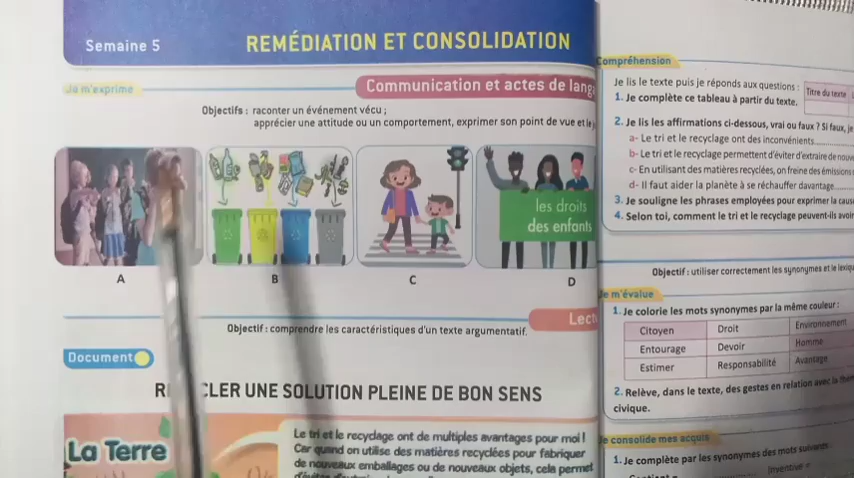 Semaine 5
REMÉDIATION ET CONSOLIDATION
Je m'exprime
Communication et actes de lang
Objectifs : raconter un événement vécu ;
apprécier une attitude ou un comportement, exprimer son point de vue et le
les droits
des enfants
A
B
C
D
Lect
Objectif : comprendre les caractéristiques d'un texte argumentatif.
Document
CLER UNE SOLUTION PLEINE DE BON SENS
La Terre
Le tri et le recyclage ont de multiples avantages pour moi !
Car quand on utilise des matières recyclées pour fabriquer
de nouveaux emballages ou de nouveaux objets, cela permet
Compréhension
Je lis le texte puis je réponds aux questions :
1. Je complète ce tableau à partir du texte.
Titre du texte
2. Je lis les affirmations ci-dessous, vrai ou faux ? Si faux, je
a- Le tri et le recyclage ont des inconvénients
b- Le tri et le recyclage permettent d'éviter d'extraire de nouve
c- En utilisant des matières recyclées, on freine des émissions
d- Il faut aider la planète à se réchauffer davantage
3. Je souligne les phrases employées pour exprimer la caus
4. Selon toi, comment le tri et le recyclage peuvent-ils avoir
Objectif : utiliser correctement les synonymes et le lexiq
Je m'évalue
1. Je colorie les mots synonymes par la même couleur :
Citoyen Droit Environnement
Entourage Devoir Homme
Estimer Responsabilité Avantage
2. Relève, dans le texte, des gestes en relation avec la
civique.
Je consolide mes acquis
1. Je complète par les synonymes des mots suivants